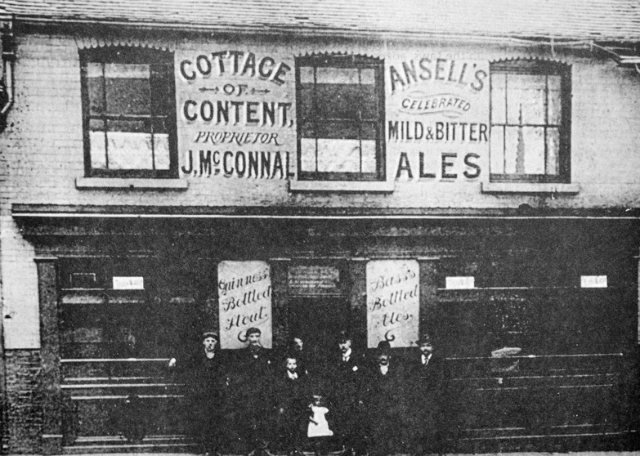 COTTAGE
OF
CONTENT,
PROPRIETOR
J. McCONNAL
ANSELL'S
CELEBRATED
MILD & BITTER
ALES
Guinness'
Bottled
Stout
Bass's
Bottled
Ales